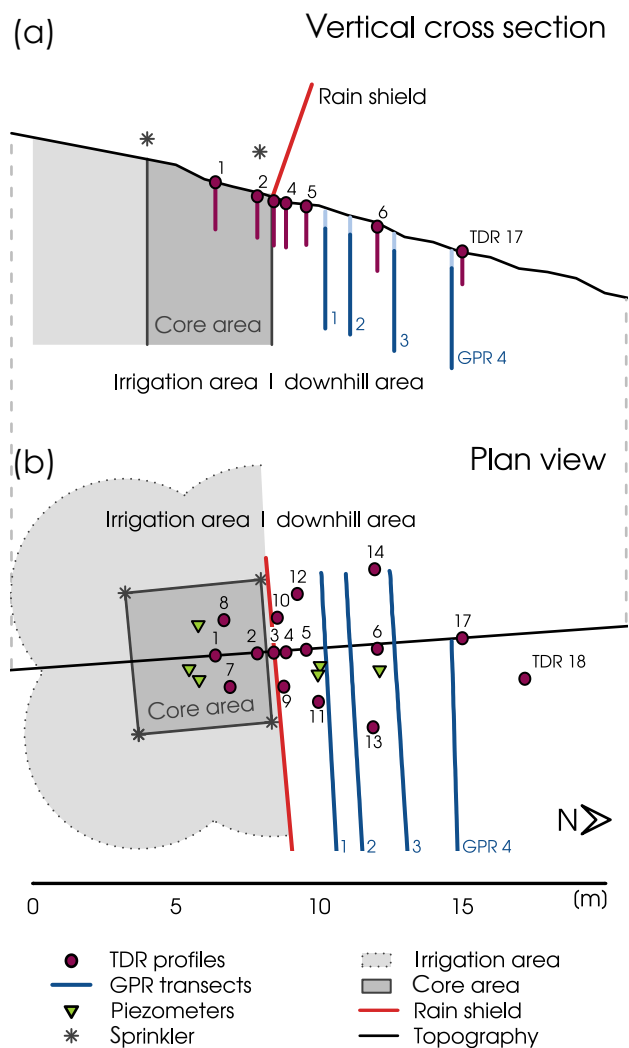 (a)
Vertical cross section
Rain shield
1
2
4
5
6
TDR 17
Core area
1
2
3
GPR 4
Irrigation area | downhill area
(b)
Plan view
Irrigation area | downhill area
14
12
8
10
17
1
2
3
4
5
6
TDR 18
7
Core area
9
11
13
N
1
2
3
GPR 4
0
5
10
15
(m)
TDR profiles
Irrigation area
GPR transects
Core area
Piezometers
Rain shield
Sprinkler
Topography